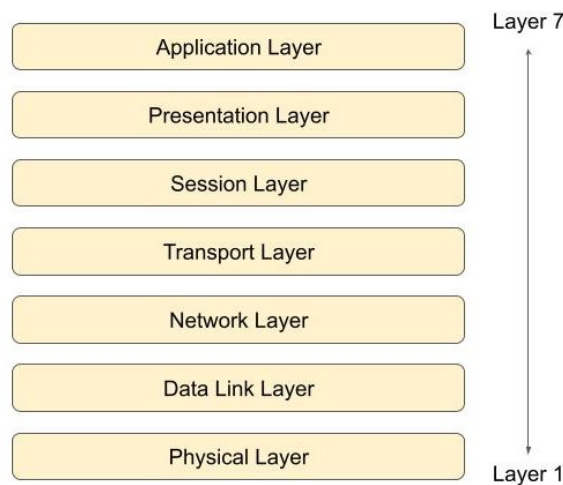 Layer 7
Application Layer
Presentation Layer
Session Layer
Transport Layer
Network Layer
Data Link Layer
Physical Layer
Layer 1